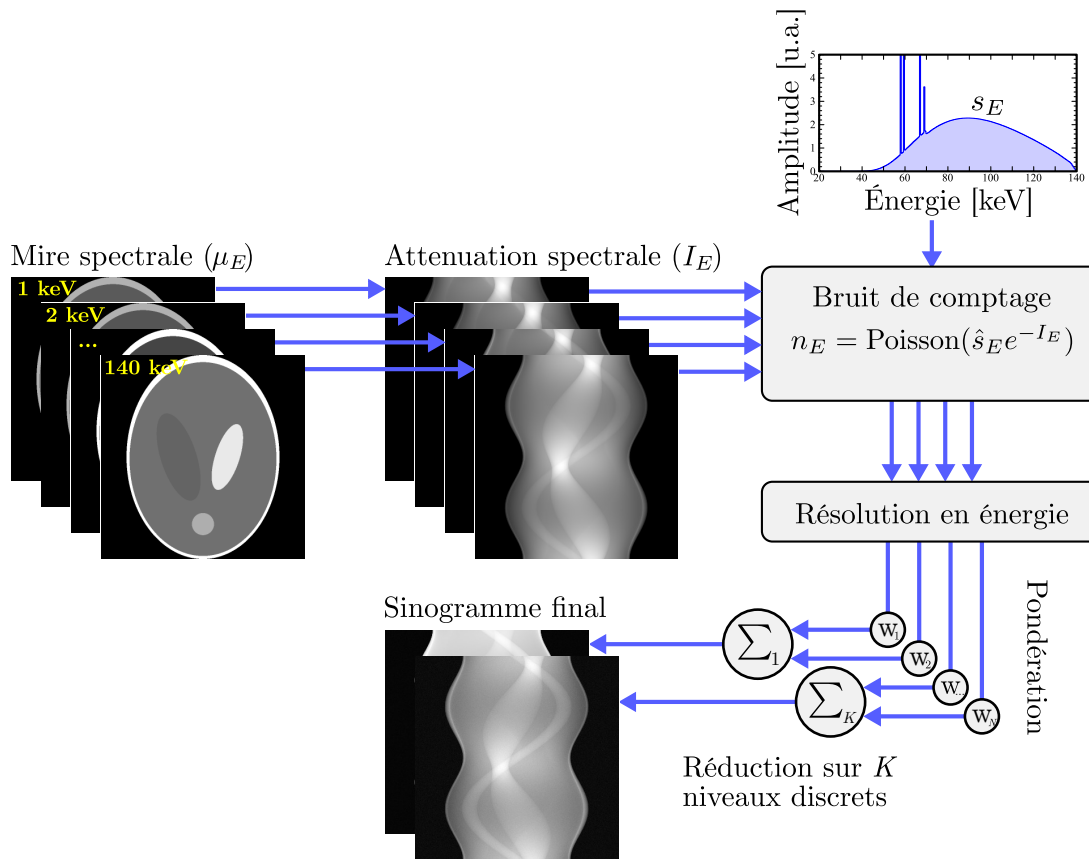 Amplitude [u.a.]
5
4
3
2
1
0
s_E
20 40 60 80 100 120 140
Énergie [keV]
Mire spectrale (μ_E)
Attenuation spectrale (I_E)
1 keV
2 keV
...
140 keV
Bruit de comptage
n_E = Poisson(ŝ_E e^{-I_E})
Résolution en énergie
Pondération
w_1
w_2
w_...
w_N
Σ_1
Σ_K
Sinogramme final
Réduction sur K
niveaux discrets